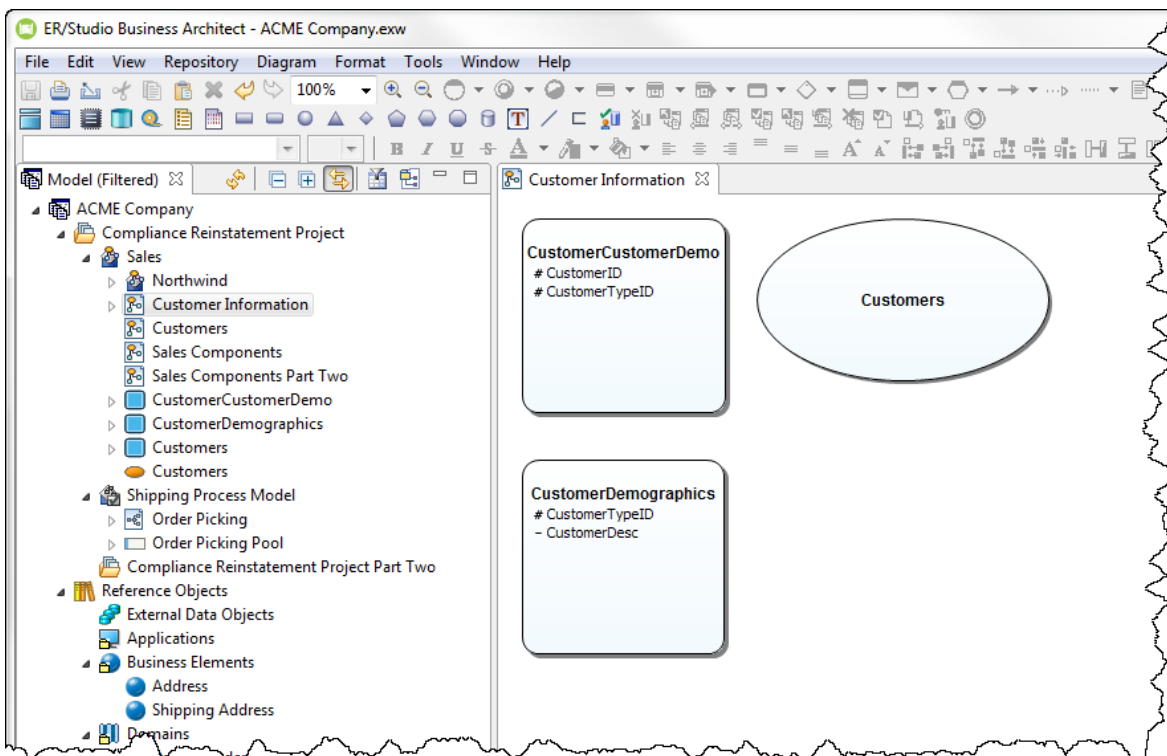 ER/Studio Business Architect - ACME Company.exw
File Edit View Repository Diagram Format Tools Window Help
100%
T
B I U S A A A
Model (Filtered)
Customer Information
ACME Company
Compliance Reinstatement Project
Sales
Northwind
Customer Information
Customers
Sales Components
Sales Components Part Two
CustomerCustomerDemo
CustomerDemographics
Customers
Customers
Shipping Process Model
Order Picking
Order Picking Pool
Compliance Reinstatement Project Part Two
Reference Objects
External Data Objects
Applications
Business Elements
Address
Shipping Address
Domains
CustomerCustomerDemo
# CustomerID
# CustomerTypeID
Customers
CustomerDemographics
# CustomerTypeID
– CustomerDesc